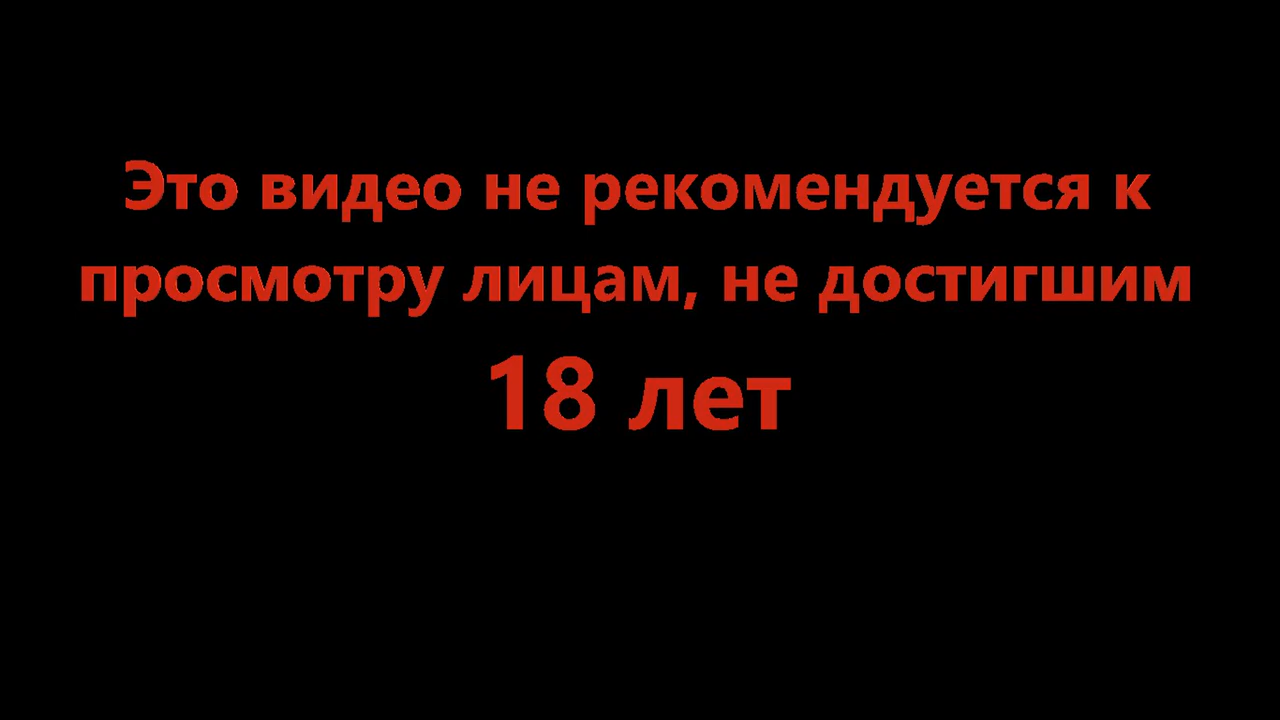 Это видео не рекомендуется к
просмотру лицам, не достигшим
18 лет